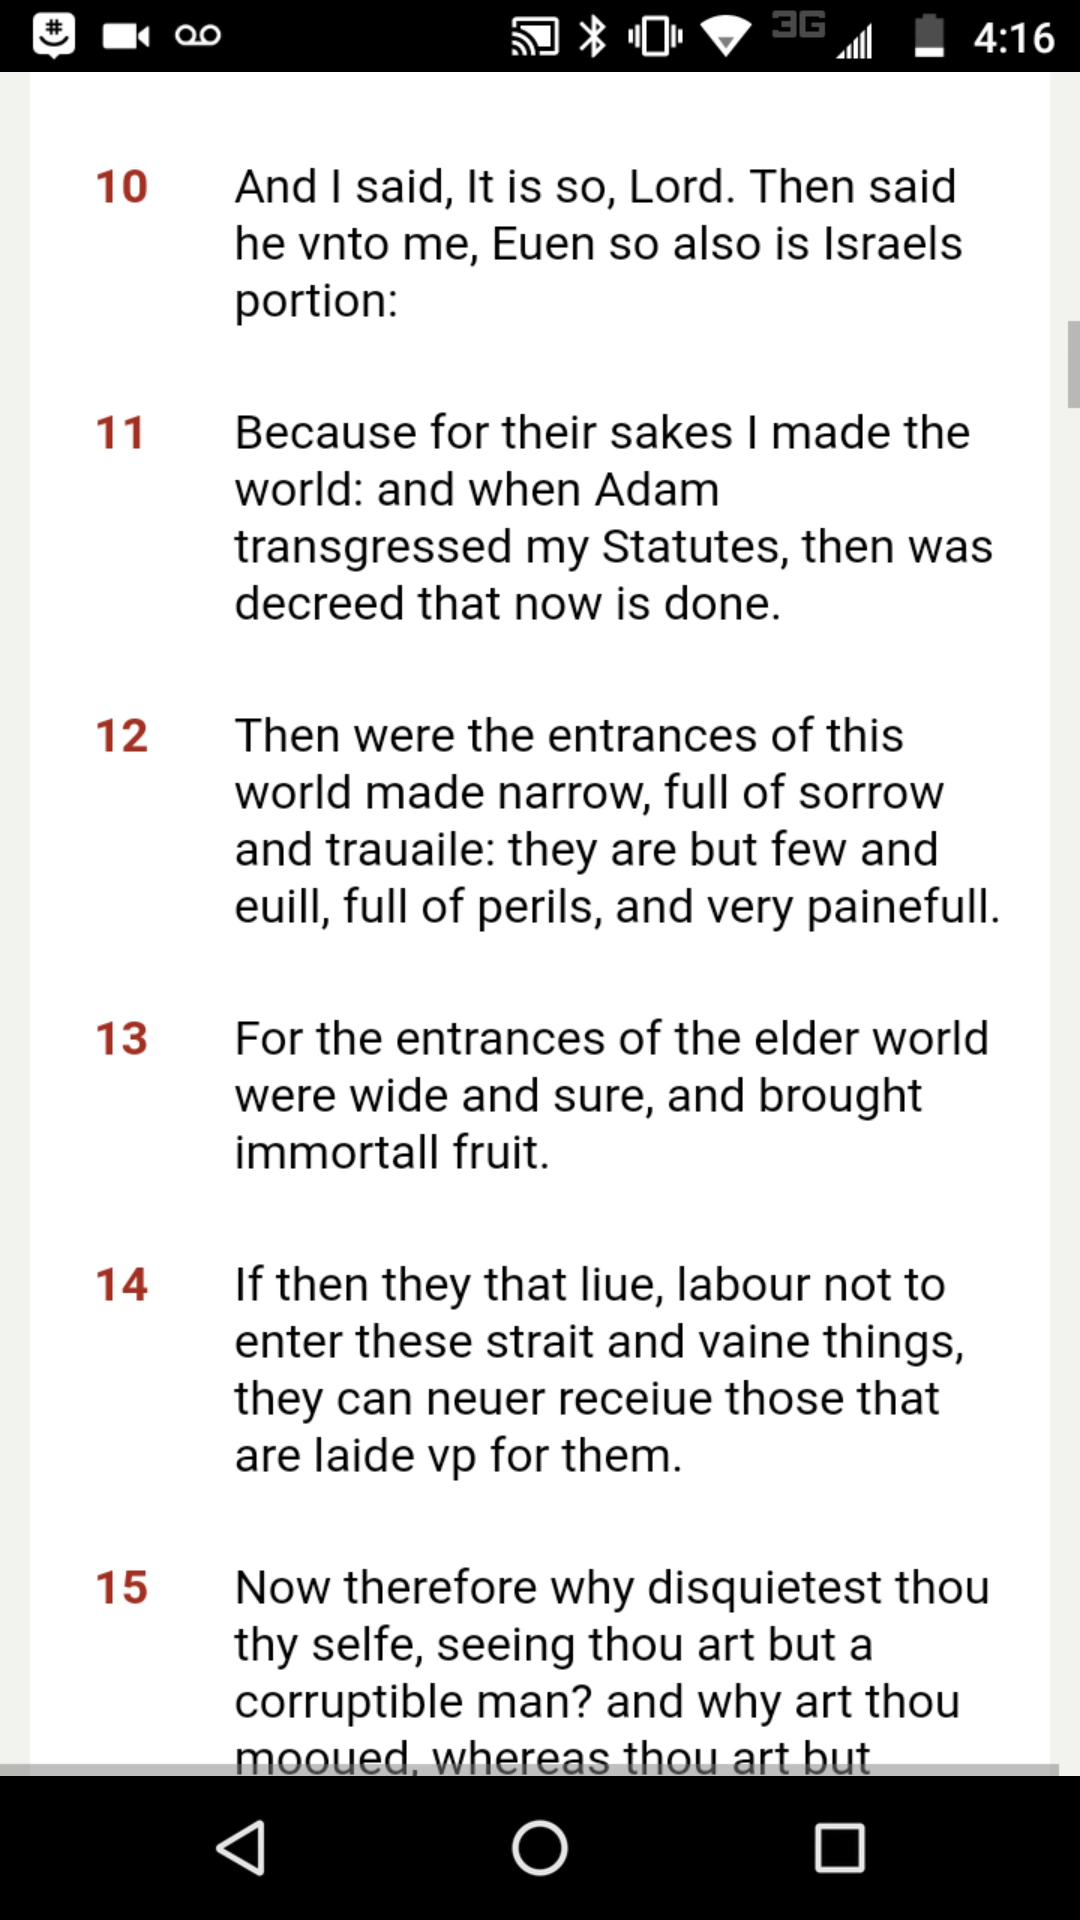 3G 4:16
10 And I said, It is so, Lord. Then said
he vnto me, Euen so also is Israels
portion:
11 Because for their sakes I made the
world: and when Adam
transgressed my Statutes, then was
decreed that now is done.
12 Then were the entrances of this
world made narrow, full of sorrow
and trauaile: they are but few and
euill, full of perils, and very painefull.
13 For the entrances of the elder world
were wide and sure, and brought
immortall fruit.
14 If then they that liue, labour not to
enter these strait and vaine things,
they can neuer receiue those that
are laide vp for them.
15 Now therefore why disquietest thou
thy selfe, seeing thou art but a
corruptible man? and why art thou
mooued, whereas thou art but